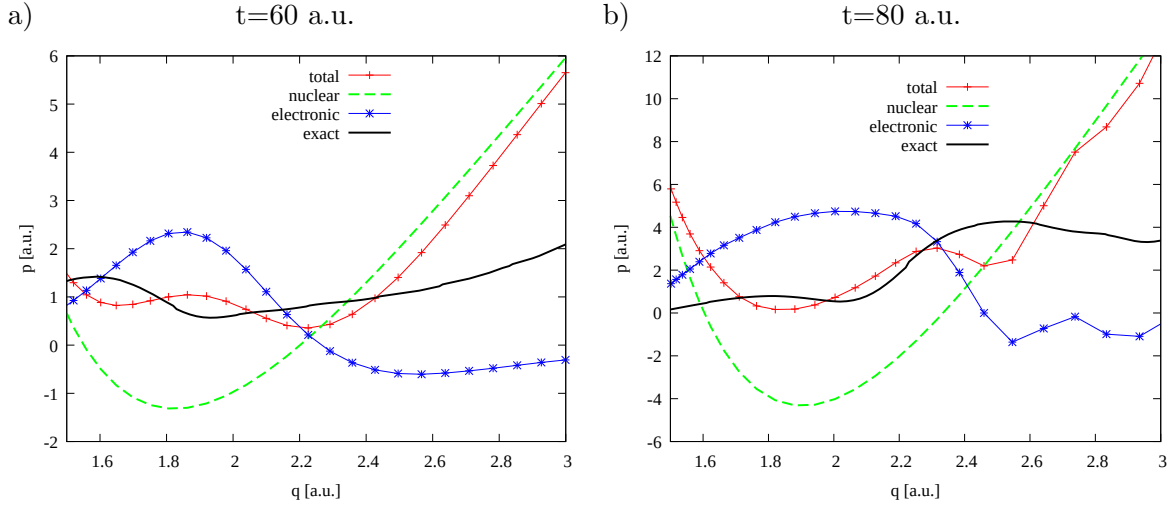 a)
t=60 a.u.
p [a.u.]
6
5
4
3
2
1
0
-1
-2
total
nuclear
electronic
exact
1.6
1.8
2
2.2
2.4
2.6
2.8
3
q [a.u.]
b)
t=80 a.u.
p [a.u.]
12
10
8
6
4
2
0
-2
-4
-6
total
nuclear
electronic
exact
1.6
1.8
2
2.2
2.4
2.6
2.8
3
q [a.u.]